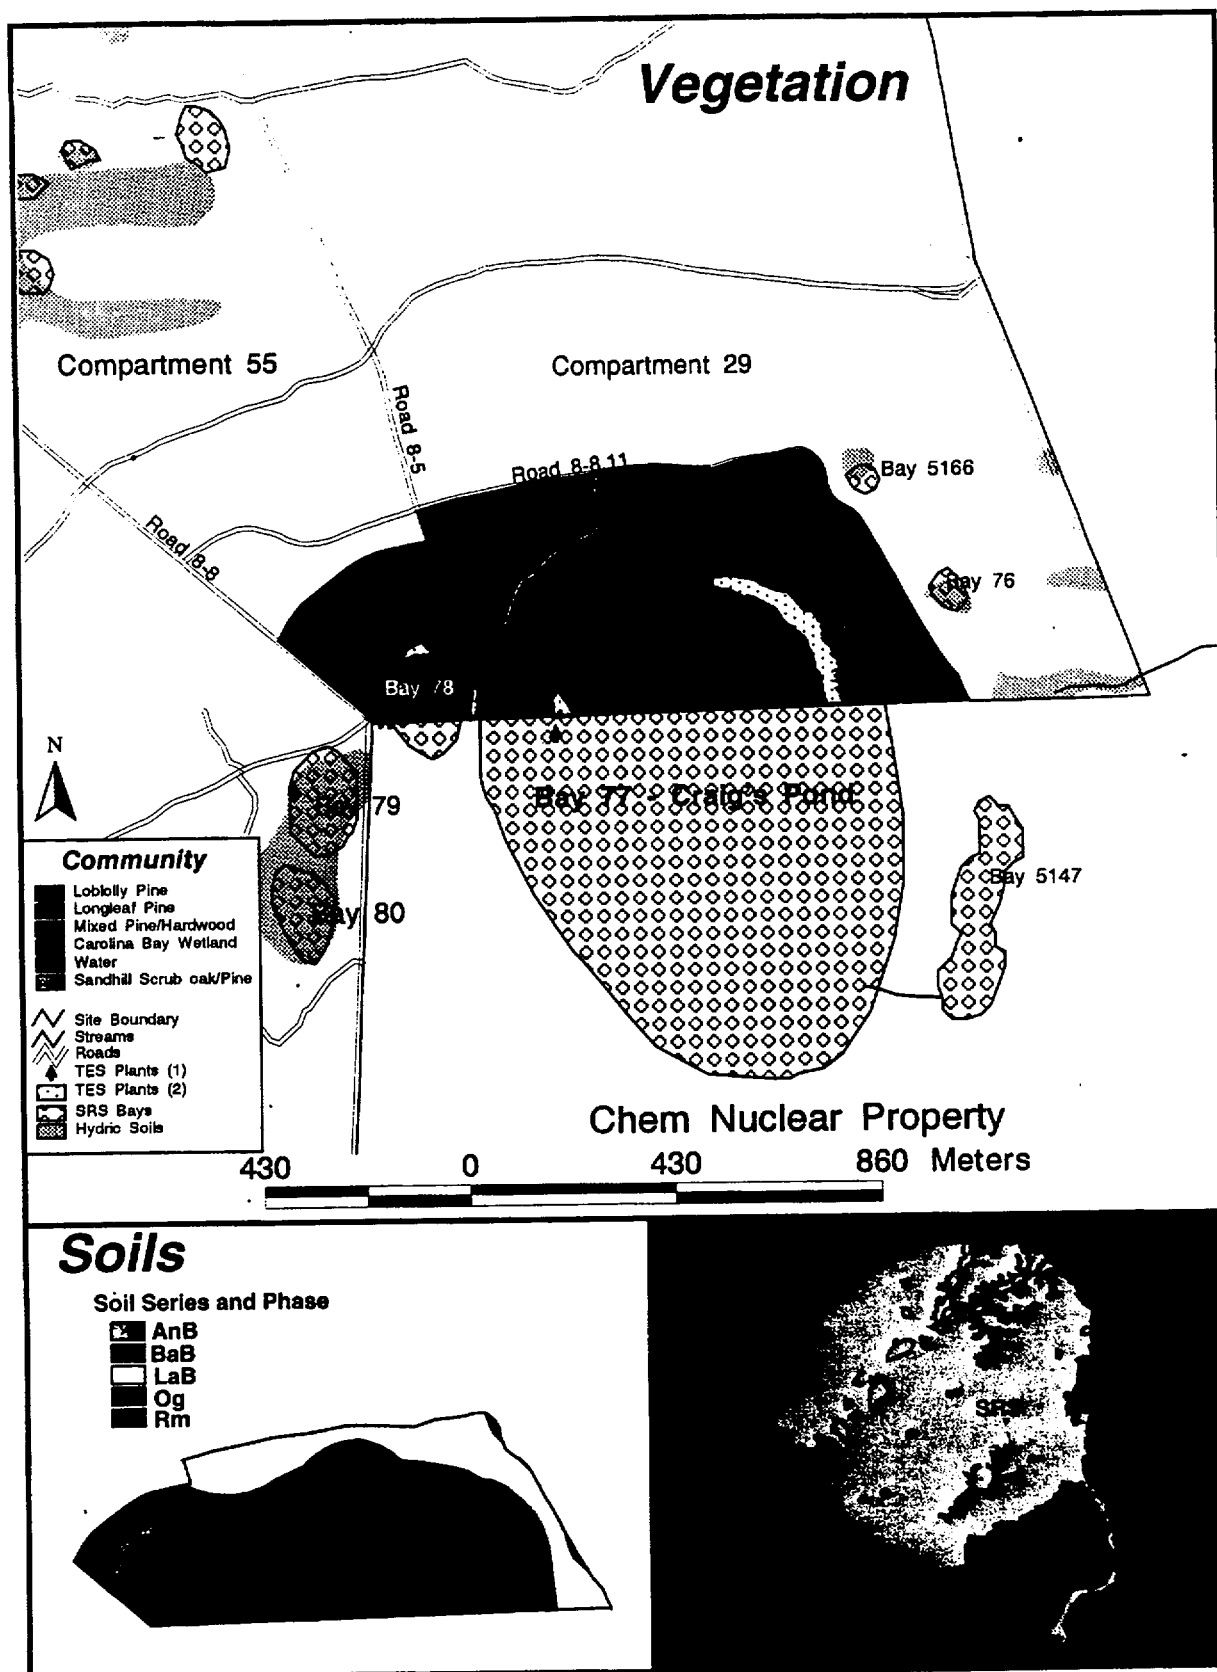 Vegetation
Compartment 55
Compartment 29
Road 8-5
Road 8-8.11
Bay 5166
Road 8-8
Bay 76
Bay 78
N
Bay 77 - Craig's Pond
Bay 79
Bay 5147
Bay 80
Community
Loblolly Pine
Longleaf Pine
Mixed Pine/Hardwood
Carolina Bay Wetland
Water
Sandhill Scrub oak/Pine
Site Boundary
Streams
Roads
TES Plants (1)
TES Plants (2)
SRS Bays
Hydric Soils
Chem Nuclear Property
430 0 430 860 Meters
Soils
Soil Series and Phase
AnB
BaB
LaB
Og
Rm
SRS